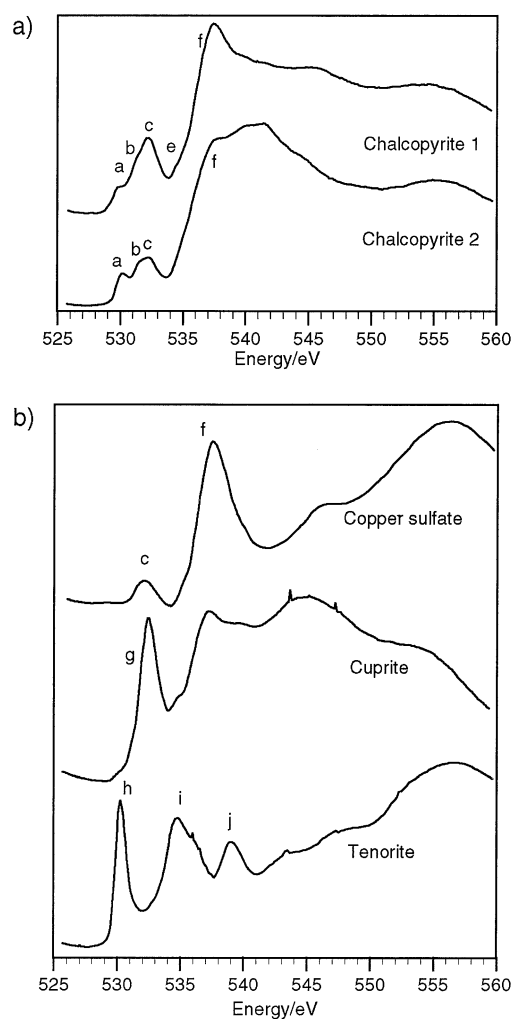 a)
f
c
b
e
a
Chalcopyrite 1
f
b c
a
Chalcopyrite 2
525 530 535 540 545 550 555 560
Energy/eV
b)
f
Copper sulfate
c
g
Cuprite
h
i
j
Tenorite
525 530 535 540 545 550 555 560
Energy/eV